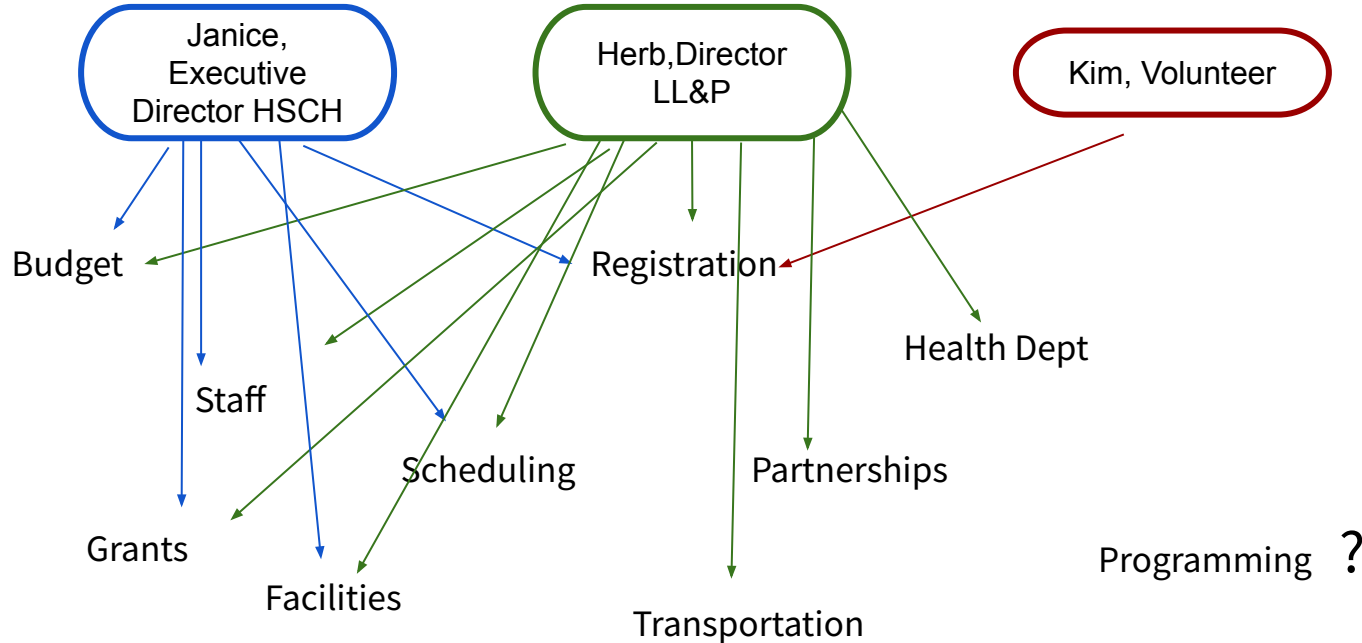 Janice,
Executive
Director HSCH
Herb,Director
LL&P
Kim, Volunteer
Budget
Registration
Health Dept
Staff
Scheduling
Partnerships
Grants
Programming ?
Facilities
Transportation